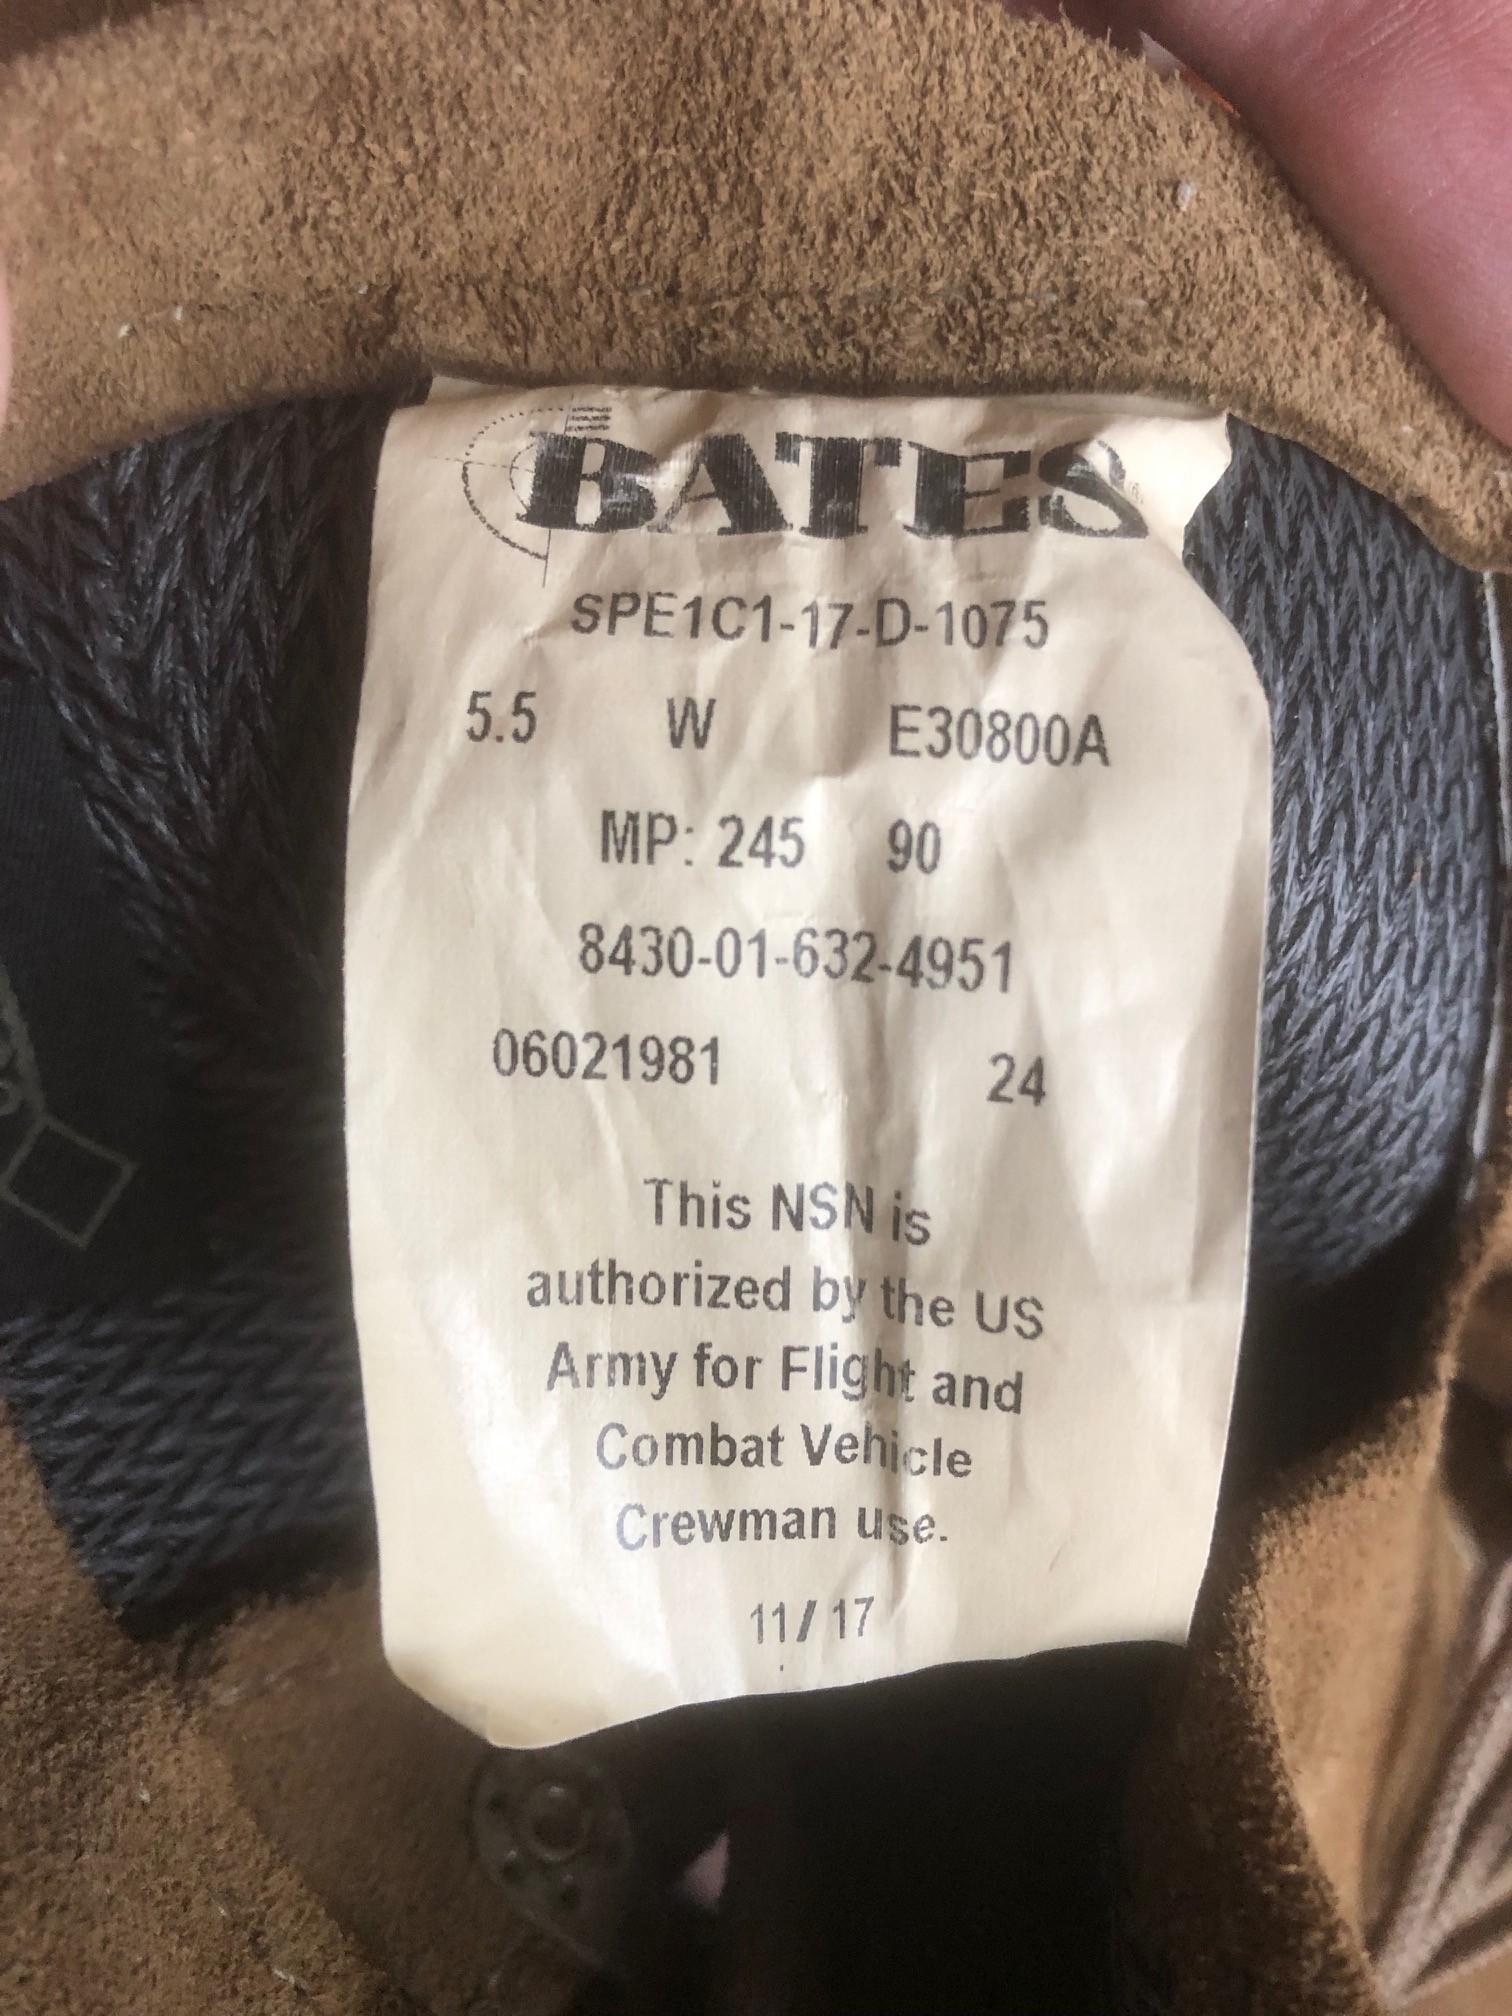 BATES
SPE1C1-17-D-1075
5.5 W E30800A
MP: 245 90
8430-01-632-4951
06021981 24
This NSN is
authorized by the US
Army for Flight and
Combat Vehicle
Crewman use.
11/17